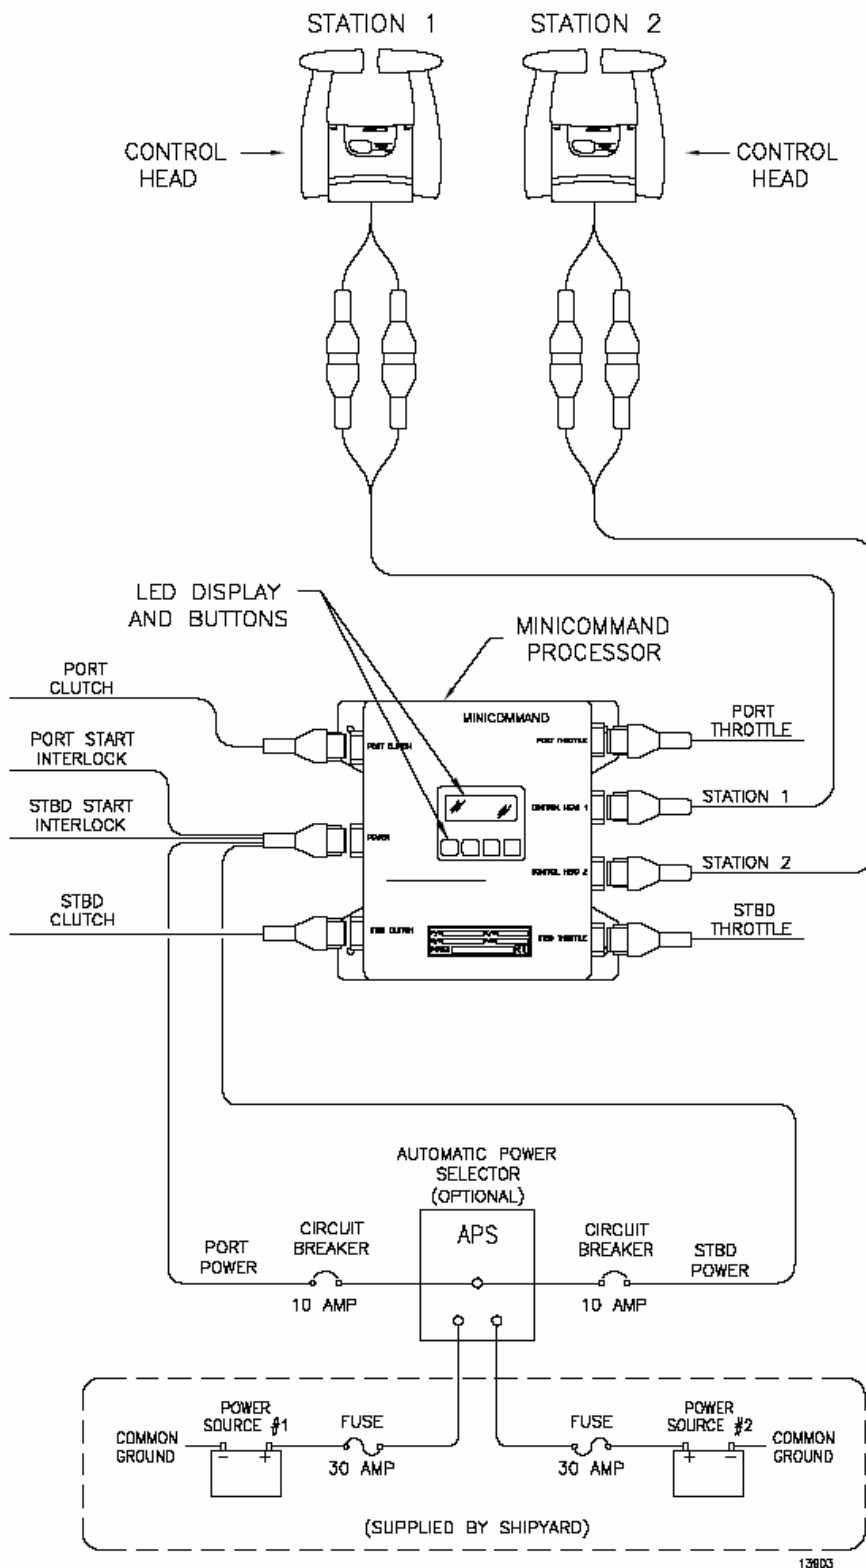 STATION 1
STATION 2
CONTROL
HEAD
CONTROL
HEAD
LED DISPLAY
AND BUTTONS
MINICOMMAND
PROCESSOR
PORT
CLUTCH
PORT START
INTERLOCK
STBD START
INTERLOCK
STBD
CLUTCH
MINICOMMAND
PORT CLUTCH
POWER
STBD CLUTCH
PORT THROTTLE
CONTROL HEAD 1
CONTROL HEAD 2
STBD THROTTLE
PORT
THROTTLE
STATION 1
STATION 2
STBD
THROTTLE
AUTOMATIC POWER
SELECTOR
(OPTIONAL)
APS
PORT
POWER
CIRCUIT
BREAKER
10 AMP
CIRCUIT
BREAKER
10 AMP
STBD
POWER
COMMON
GROUND
POWER
SOURCE #1
- +
FUSE
30 AMP
FUSE
30 AMP
POWER
SOURCE #2
+ -
COMMON
GROUND
(SUPPLIED BY SHIPYARD)